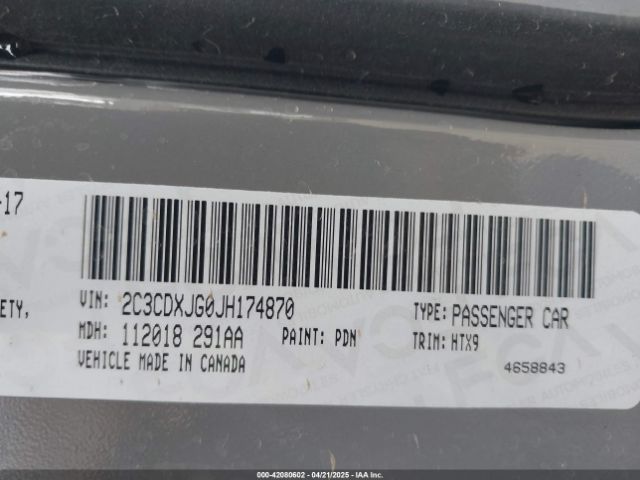 -17
ETY,
VIN: 2C3CDXJG0JH174870
TYPE: PASSENGER CAR
MDH: 112018 291AA
PAINT: PDN
TRIM: HTX9
VEHICLE MADE IN CANADA
4658843
000-42080602 - 04/21/2025 - IAA Inc.